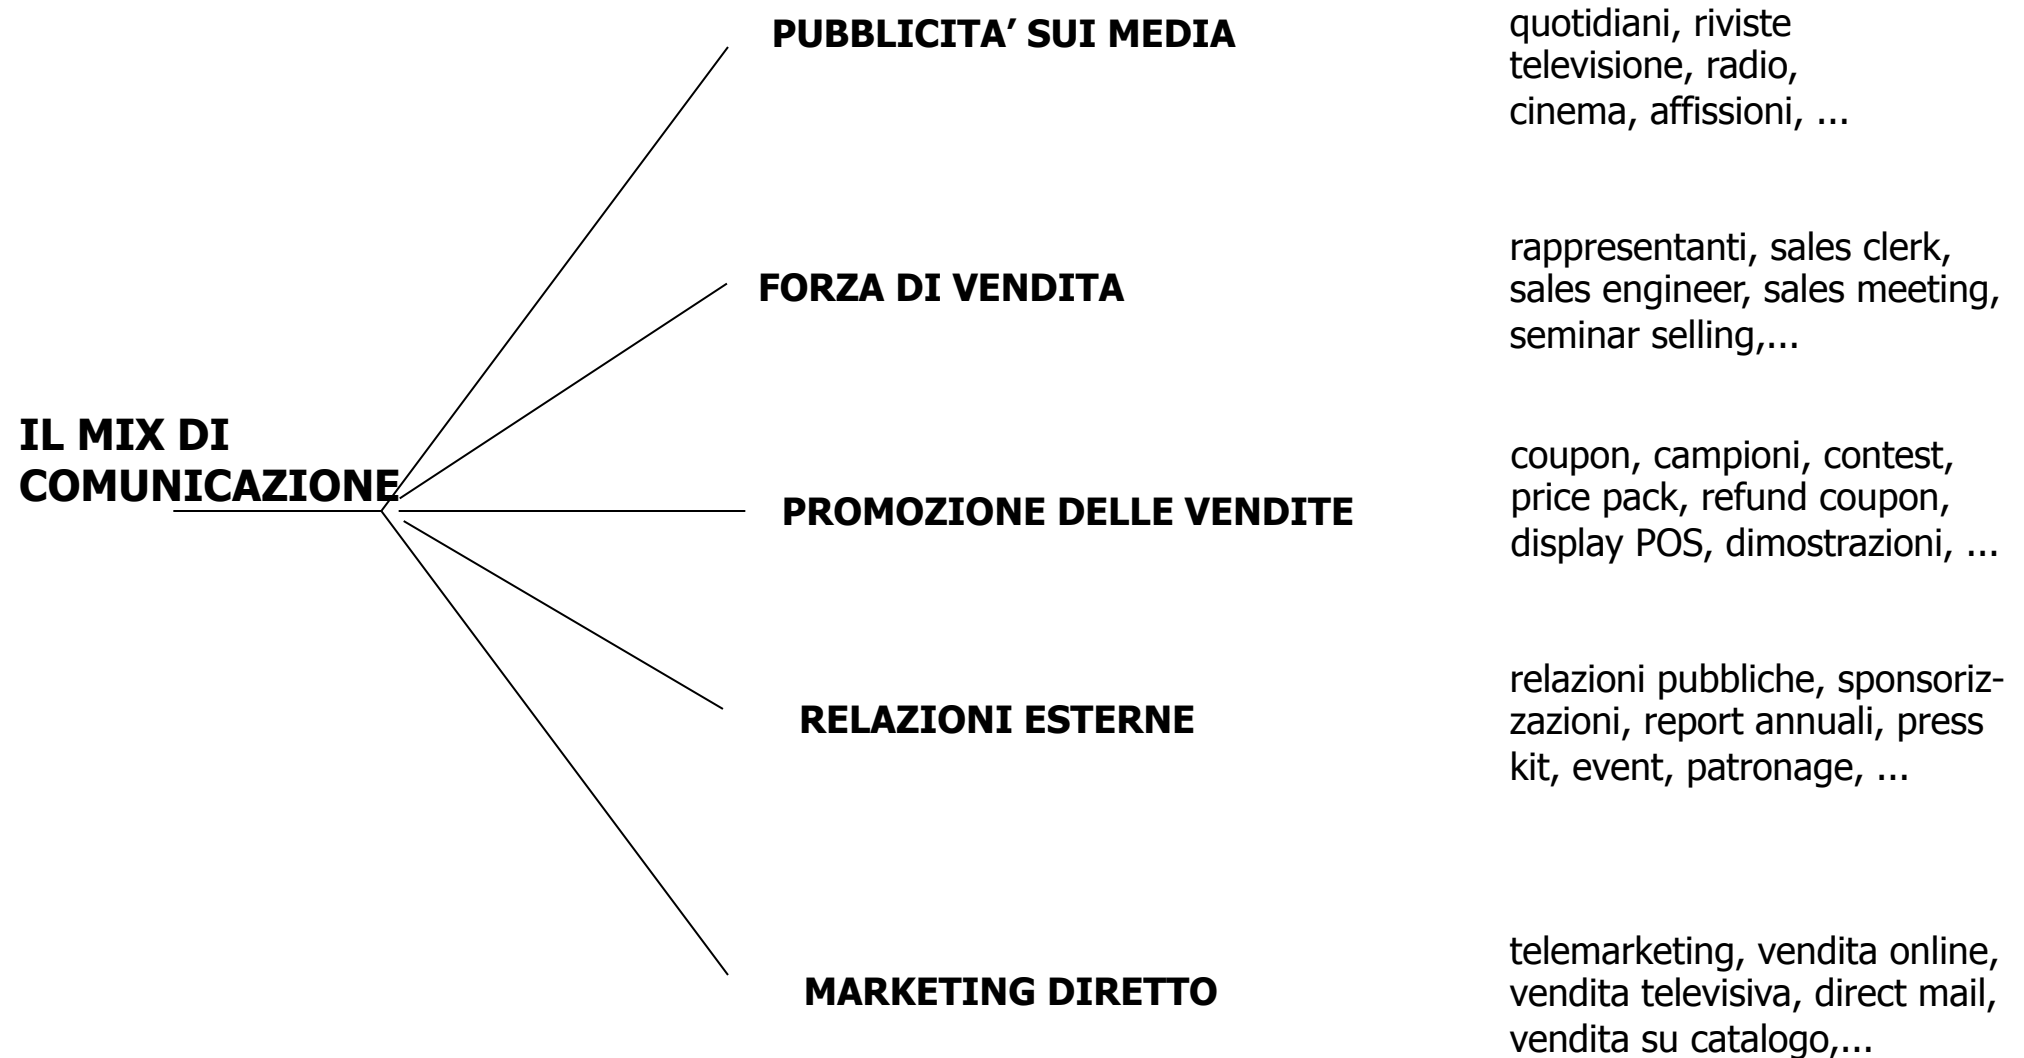 PUBBLICITA’ SUI MEDIA
quotidiani, riviste
televisione, radio,
cinema, affissioni, ...
FORZA DI VENDITA
rappresentanti, sales clerk,
sales engineer, sales meeting,
seminar selling,...
IL MIX DI
COMUNICAZIONE
PROMOZIONE DELLE VENDITE
coupon, campioni, contest,
price pack, refund coupon,
display POS, dimostrazioni, ...
RELAZIONI ESTERNE
relazioni pubbliche, sponsoriz-
zazioni, report annuali, press
kit, event, patronage, ...
MARKETING DIRETTO
telemarketing, vendita online,
vendita televisiva, direct mail,
vendita su catalogo,...